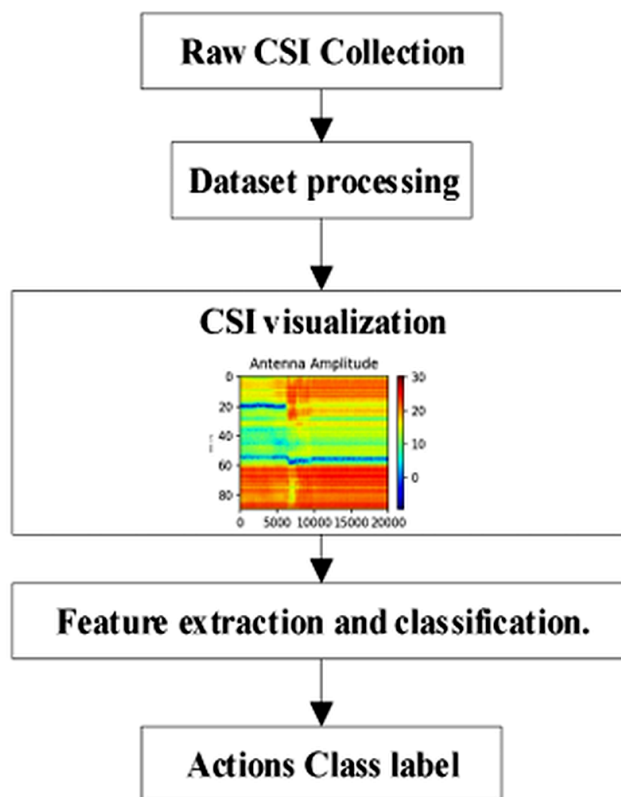 Raw CSI Collection
Dataset processing
CSI visualization
Antenna Amplitude
0
20
40
60
80
0 5000 10000 15000 20000
30
20
10
0
Feature extraction and classification.
Actions Class label